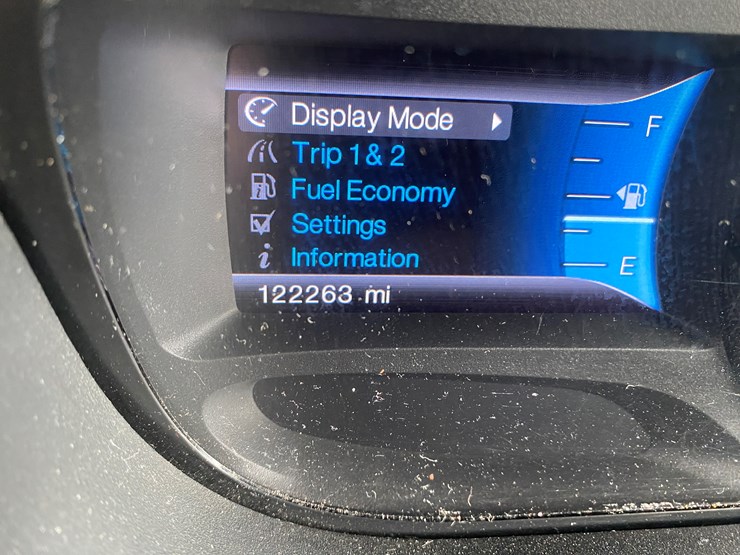 Display Mode
Trip 1 & 2
Fuel Economy
Settings
Information
122263 mi
F
E